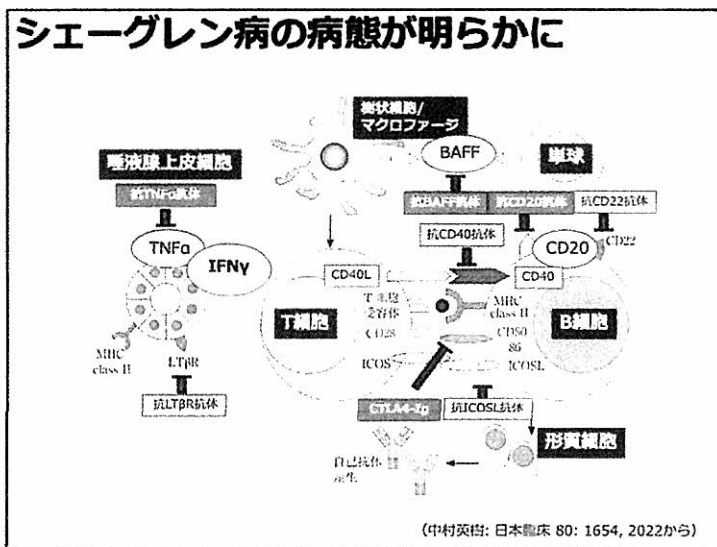 シェーグレン病の病態が明らかに
樹状細胞/
マクロファージ
BAFF
単球
唾液腺上皮細胞
抗TNFα抗体
抗BAFF抗体
抗CD20抗体
抗CD22抗体
TNFα
IFNγ
抗CD40抗体
CD20
CD22
CD40L
CD40
T細胞
受容体
MHC
class II
T細胞
B細胞
CD28
CD80
86
MHC
class II
LTβR
ICOS
ICOSL
抗LTβR抗体
CTLA4-Ig
抗ICOSL抗体
形質細胞
自己抗体
産生
(中村英樹: 日本臨床 80: 1654, 2022から)